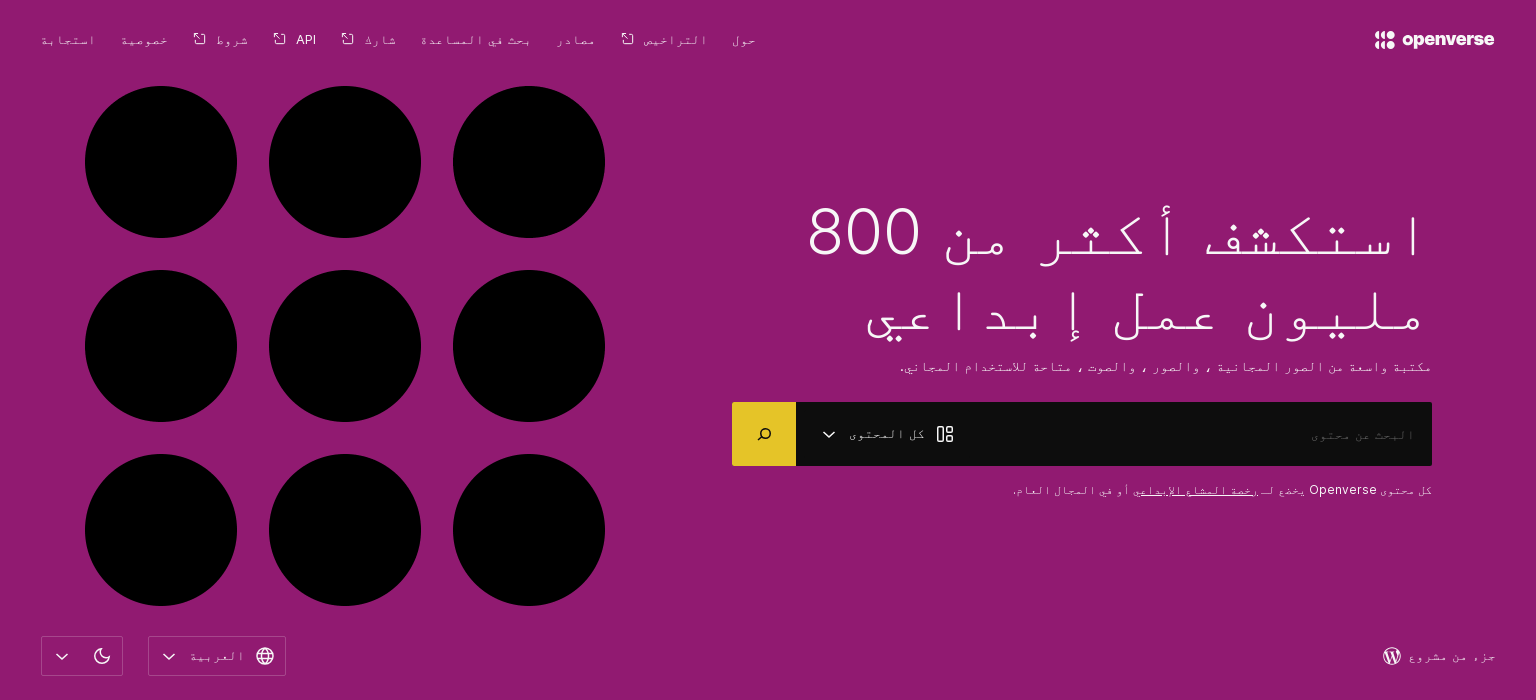 openverse
حول
التراخيص
مصادر
بحث في المساعدة
شارك
API
شروط
خصوصية
استجابة
استكشف أكثر من 800
مليون عمل إبداعي
مكتبة واسعة من الصور المجانية ، والصور ، والصوت ، متاحة للاستخدام المجاني.
البحث عن محتوى
كل المحتوى
كل محتوى Openverse يخضع لـ رخصة المشاع الإبداعي أو في المجال العام.
جزء من مشروع
العربية